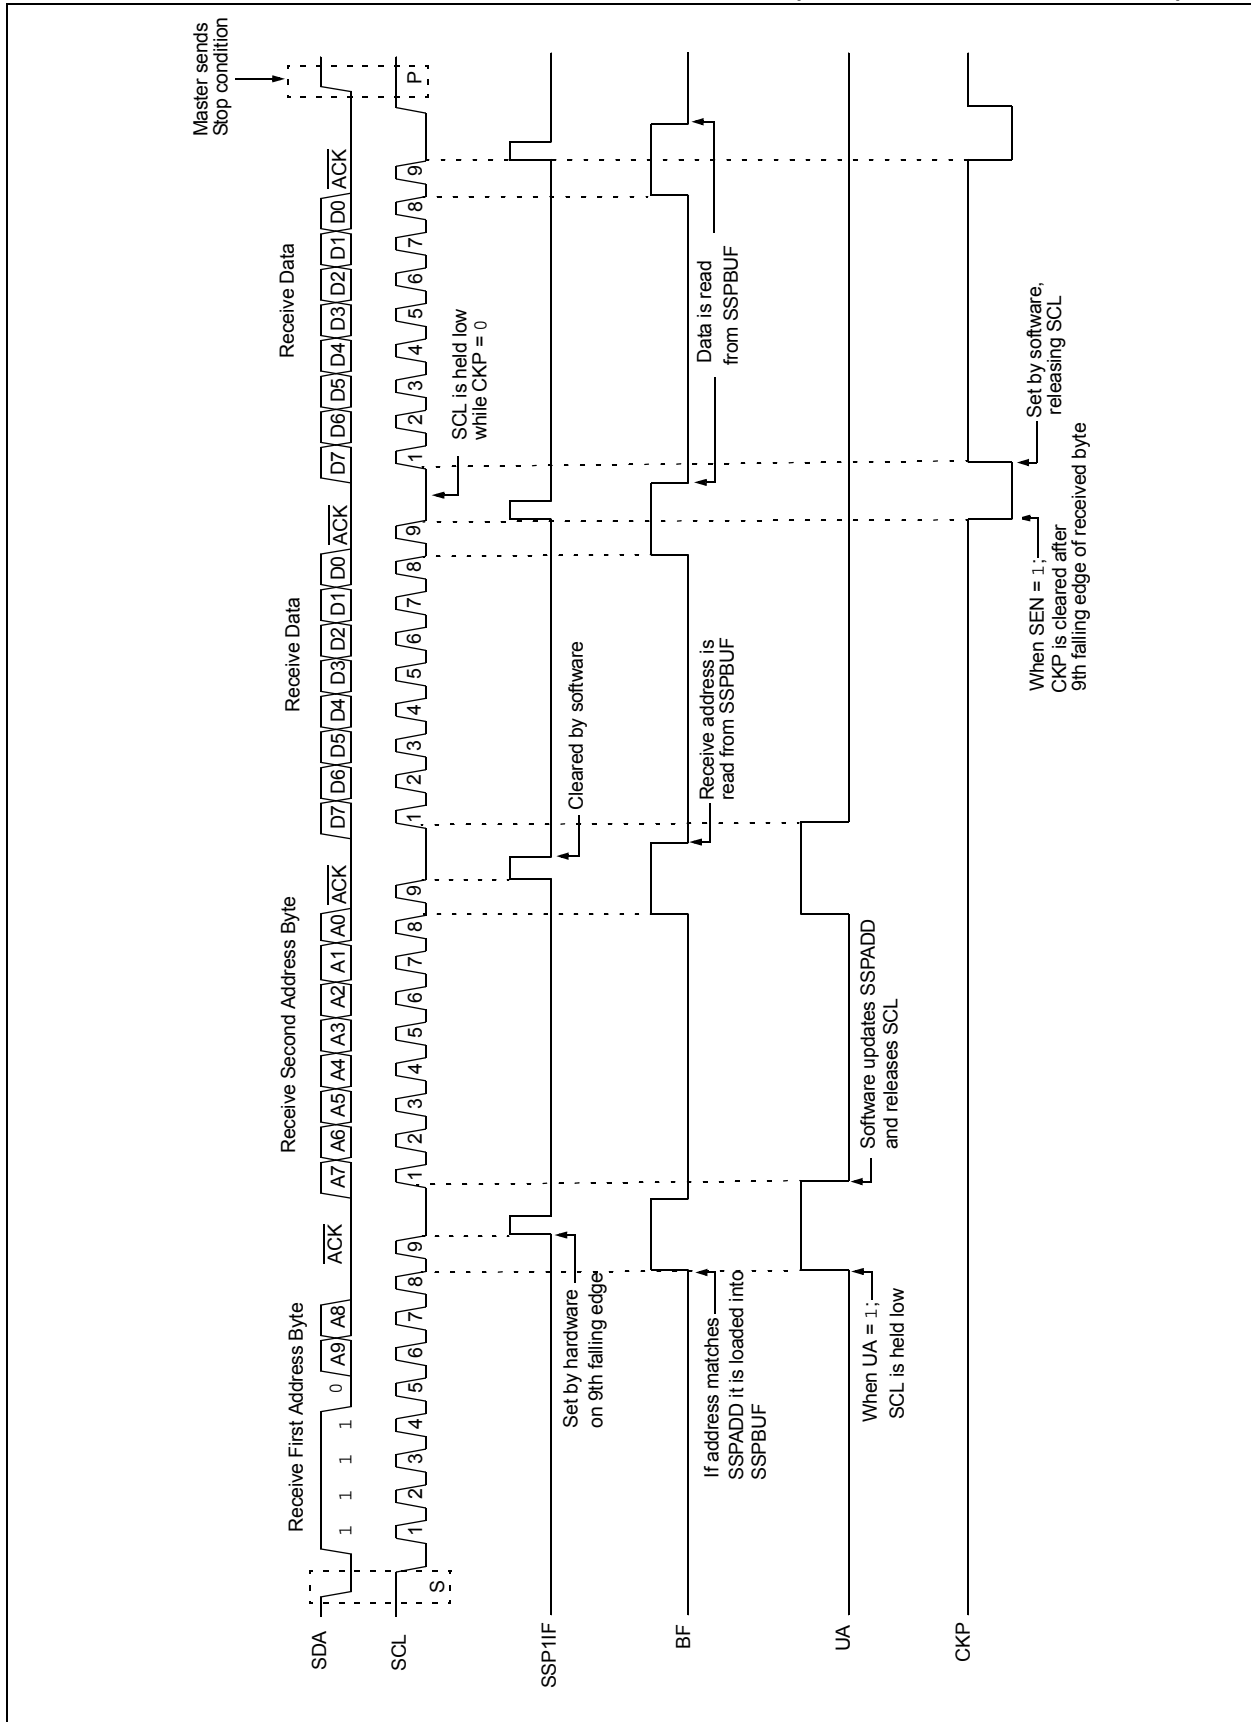 Master sends
Stop condition
Receive First Address Byte
Receive Second Address Byte
Receive Data
Receive Data
SDA
1 1 1 1 0 A9 A8 ACK A7 A6 A5 A4 A3 A2 A1 A0 ACK D7 D6 D5 D4 D3 D2 D1 D0 ACK D7 D6 D5 D4 D3 D2 D1 D0 ACK
SCL
S 1 2 3 4 5 6 7 8 9 1 2 3 4 5 6 7 8 9 1 2 3 4 5 6 7 8 9 1 2 3 4 5 6 7 8 9 P
SCL is held low
while CKP = 0
SSP1IF
Set by hardware
on 9th falling edge
Cleared by software
BF
If address matches
SSPADD it is loaded into
SSPBUF
Receive address is
read from SSPBUF
Data is read
from SSPBUF
UA
When UA = 1;
SCL is held low
Software updates SSPADD
and releases SCL
CKP
When SEN = 1;
CKP is cleared after
9th falling edge of received byte
Set by software,
releasing SCL